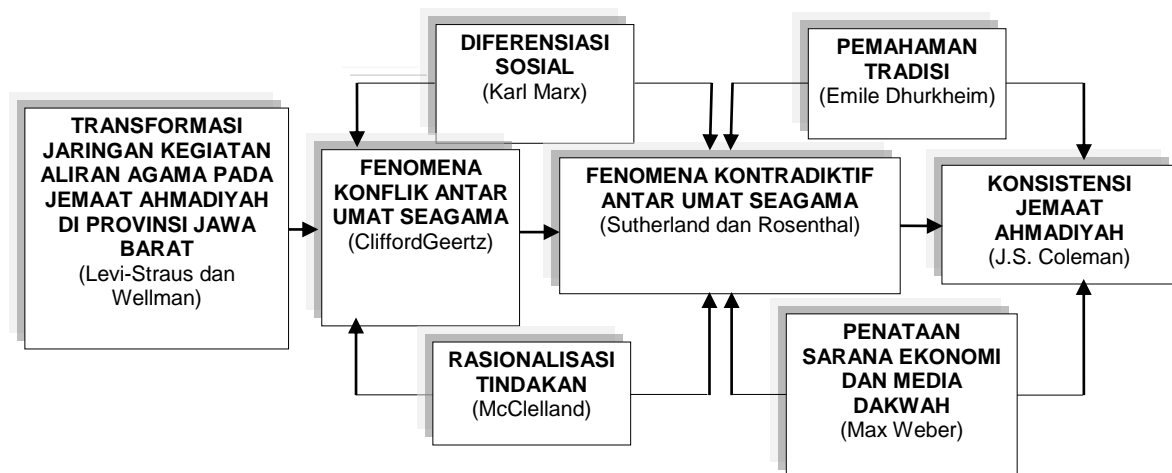 TRANSFORMASI
JARINGAN KEGIATAN
ALIRAN AGAMA PADA
JEMAAT AHMADIYAH
DI PROVINSI JAWA
BARAT
(Levi-Straus dan
Wellman)
DIFERENSIASI
SOSIAL
(Karl Marx)
FENOMENA
KONFLIK ANTAR
UMAT SEAGAMA
(CliffordGeertz)
RASIONALISASI
TINDAKAN
(McClelland)
FENOMENA KONTRADIKTIF
ANTAR UMAT SEAGAMA
(Sutherland dan Rosenthal)
PEMAHAMAN
TRADISI
(Emile Dhurkheim)
KONSISTENSI
JEMAAT
AHMADIYAH
(J.S. Coleman)
PENATAAN
SARANA EKONOMI
DAN MEDIA
DAKWAH
(Max Weber)